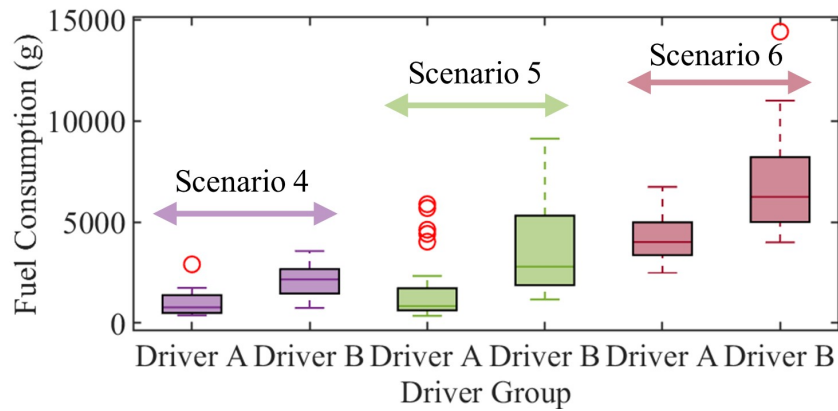 15000
10000
5000
0
Fuel Consumption (g)
Scenario 4
Scenario 5
Scenario 6
Driver A Driver B Driver A Driver B Driver A Driver B
Driver Group